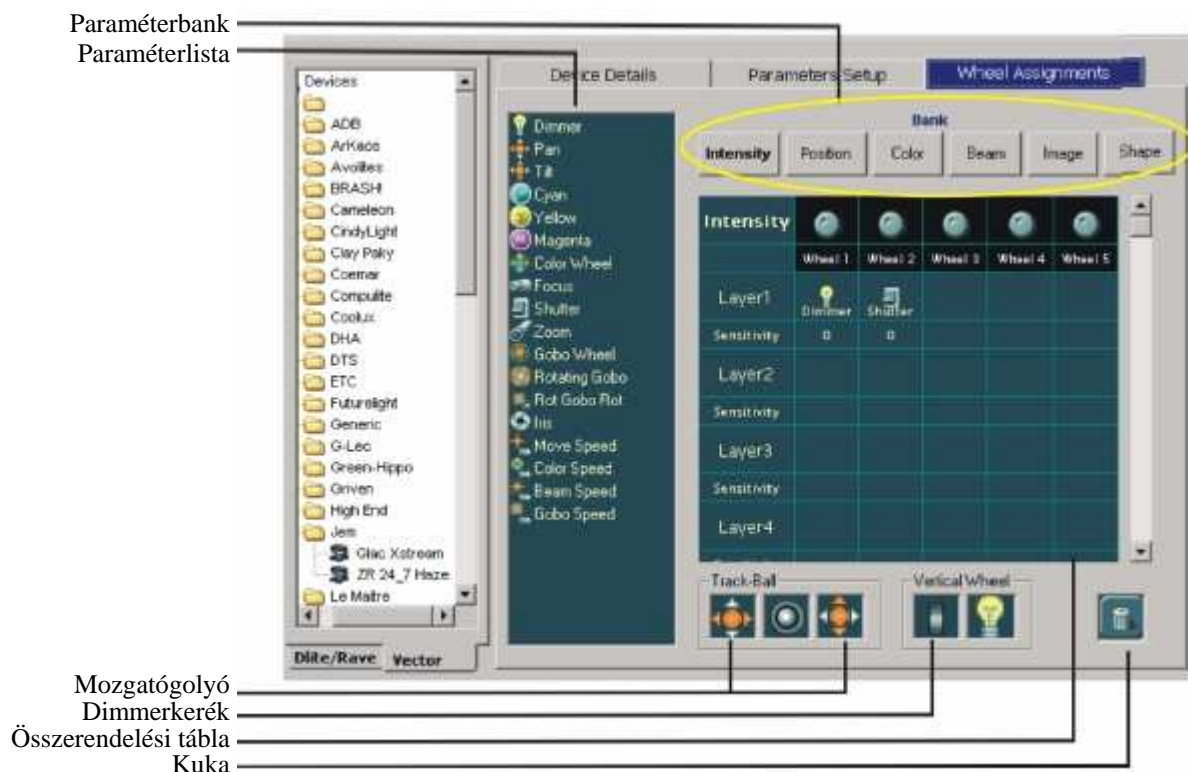 Paraméterbank
Paraméterlista
Devices
ADB
ArKaos
Avolites
BRASH!
Cameleon
CindyLight
Clay Paky
Coemar
Compulite
Coolux
DHA
DTS
ETC
Futurelight
Generic
G-Lec
Green-Hippo
Griven
High End
Jem
Glac Xstream
ZR 24_7 Haze
Le Maitre
Dlite/Rave Vector
Device Details Parameters Setup Wheel Assignments
Dimmer
Pan
Tilt
Cyan
Yellow
Magenta
Color Wheel
Focus
Shutter
Zoom
Gobo Wheel
Rotating Gobo
Rot Gobo Rot
Iris
Move Speed
Color Speed
Beam Speed
Gobo Speed
Bank
Intensity Position Color Beam Image Shape
Intensity
Wheel 1 Wheel 2 Wheel 3 Wheel 4 Wheel 5
Layer1 Dimmer Shutter
Sensitivity 0 0
Layer2
Sensitivity
Layer3
Sensitivity
Layer4
Track-Ball Vertical Wheel
Mozgatógolyó
Dimmerkerék
Összerendelési tábla
Kuka